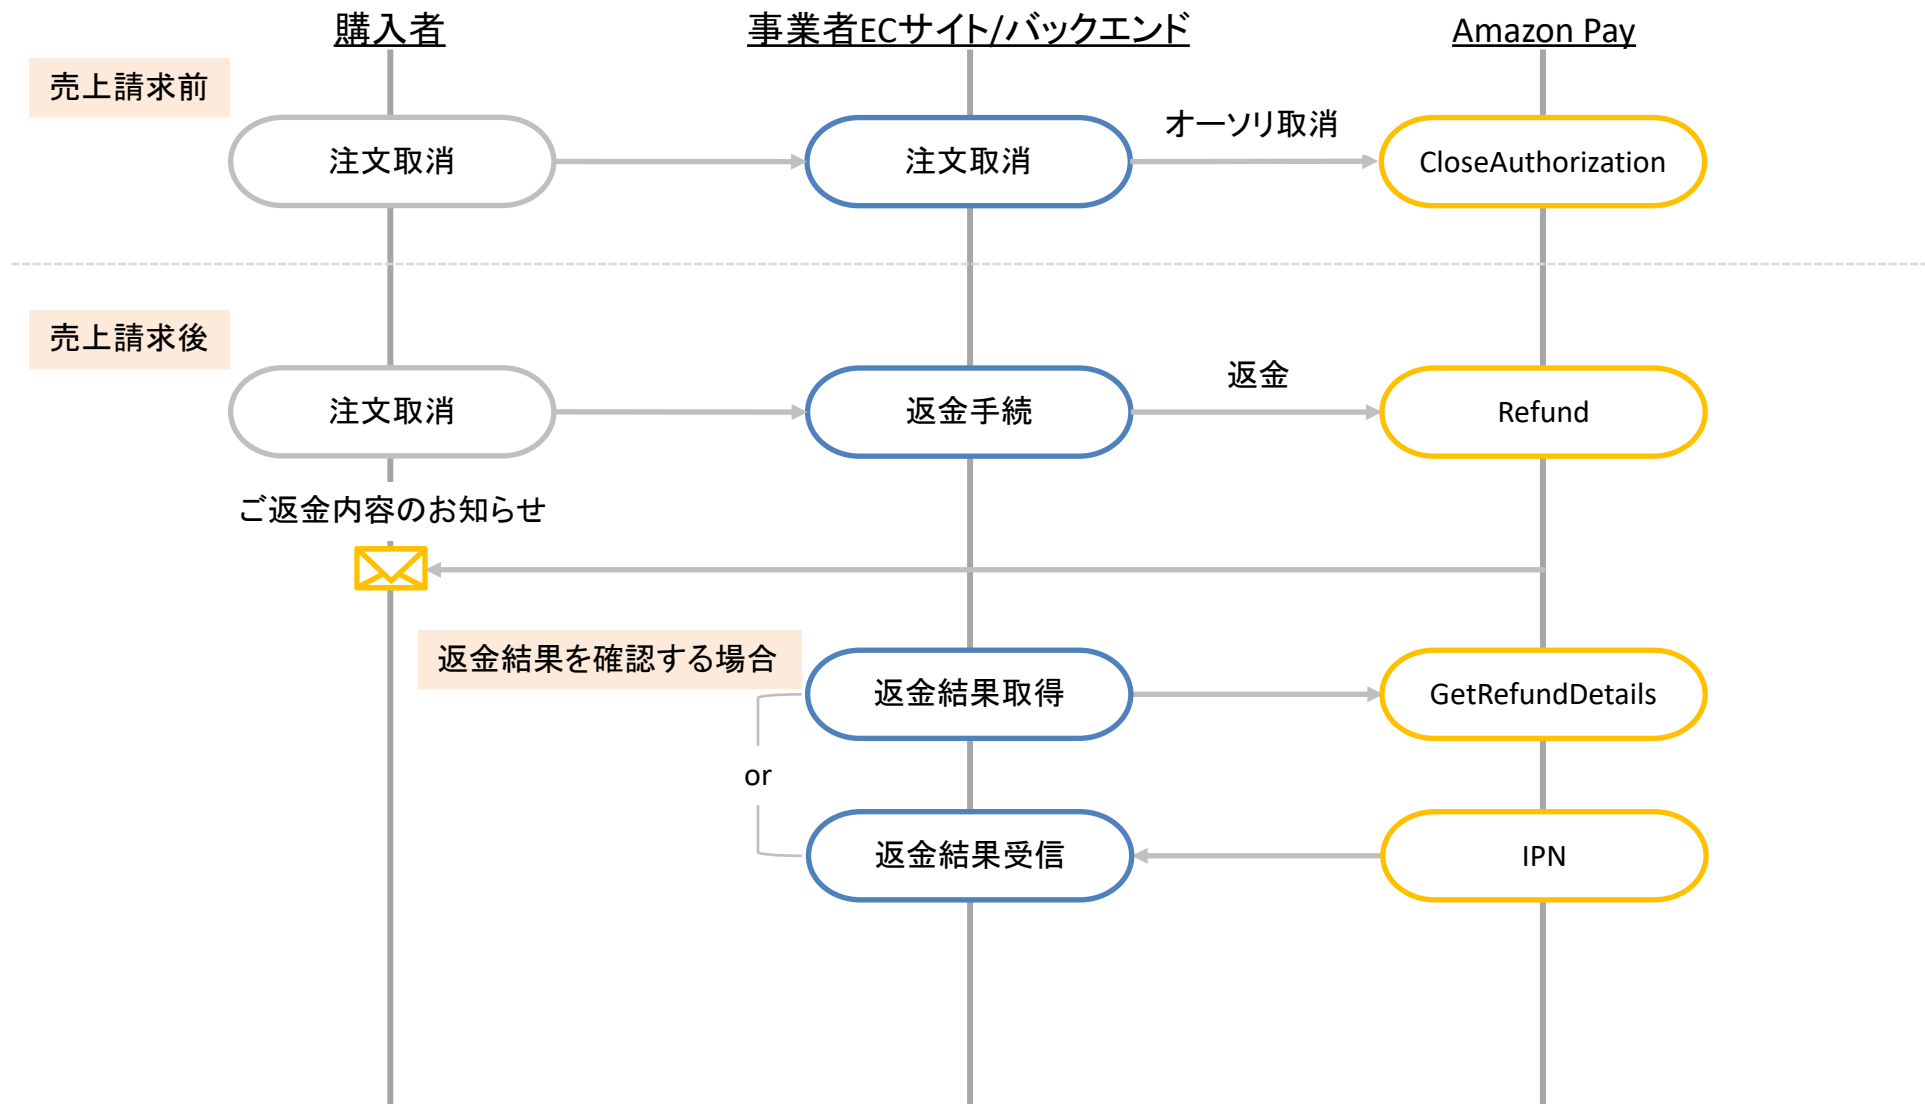 購入者
事業者ECサイト/バックエンド
Amazon Pay
売上請求前
注文取消
注文取消
オーソリ取消
CloseAuthorization
売上請求後
注文取消
返金手続
返金
Refund
ご返金内容のお知らせ
返金結果を確認する場合
返金結果取得
GetRefundDetails
or
返金結果受信
IPN